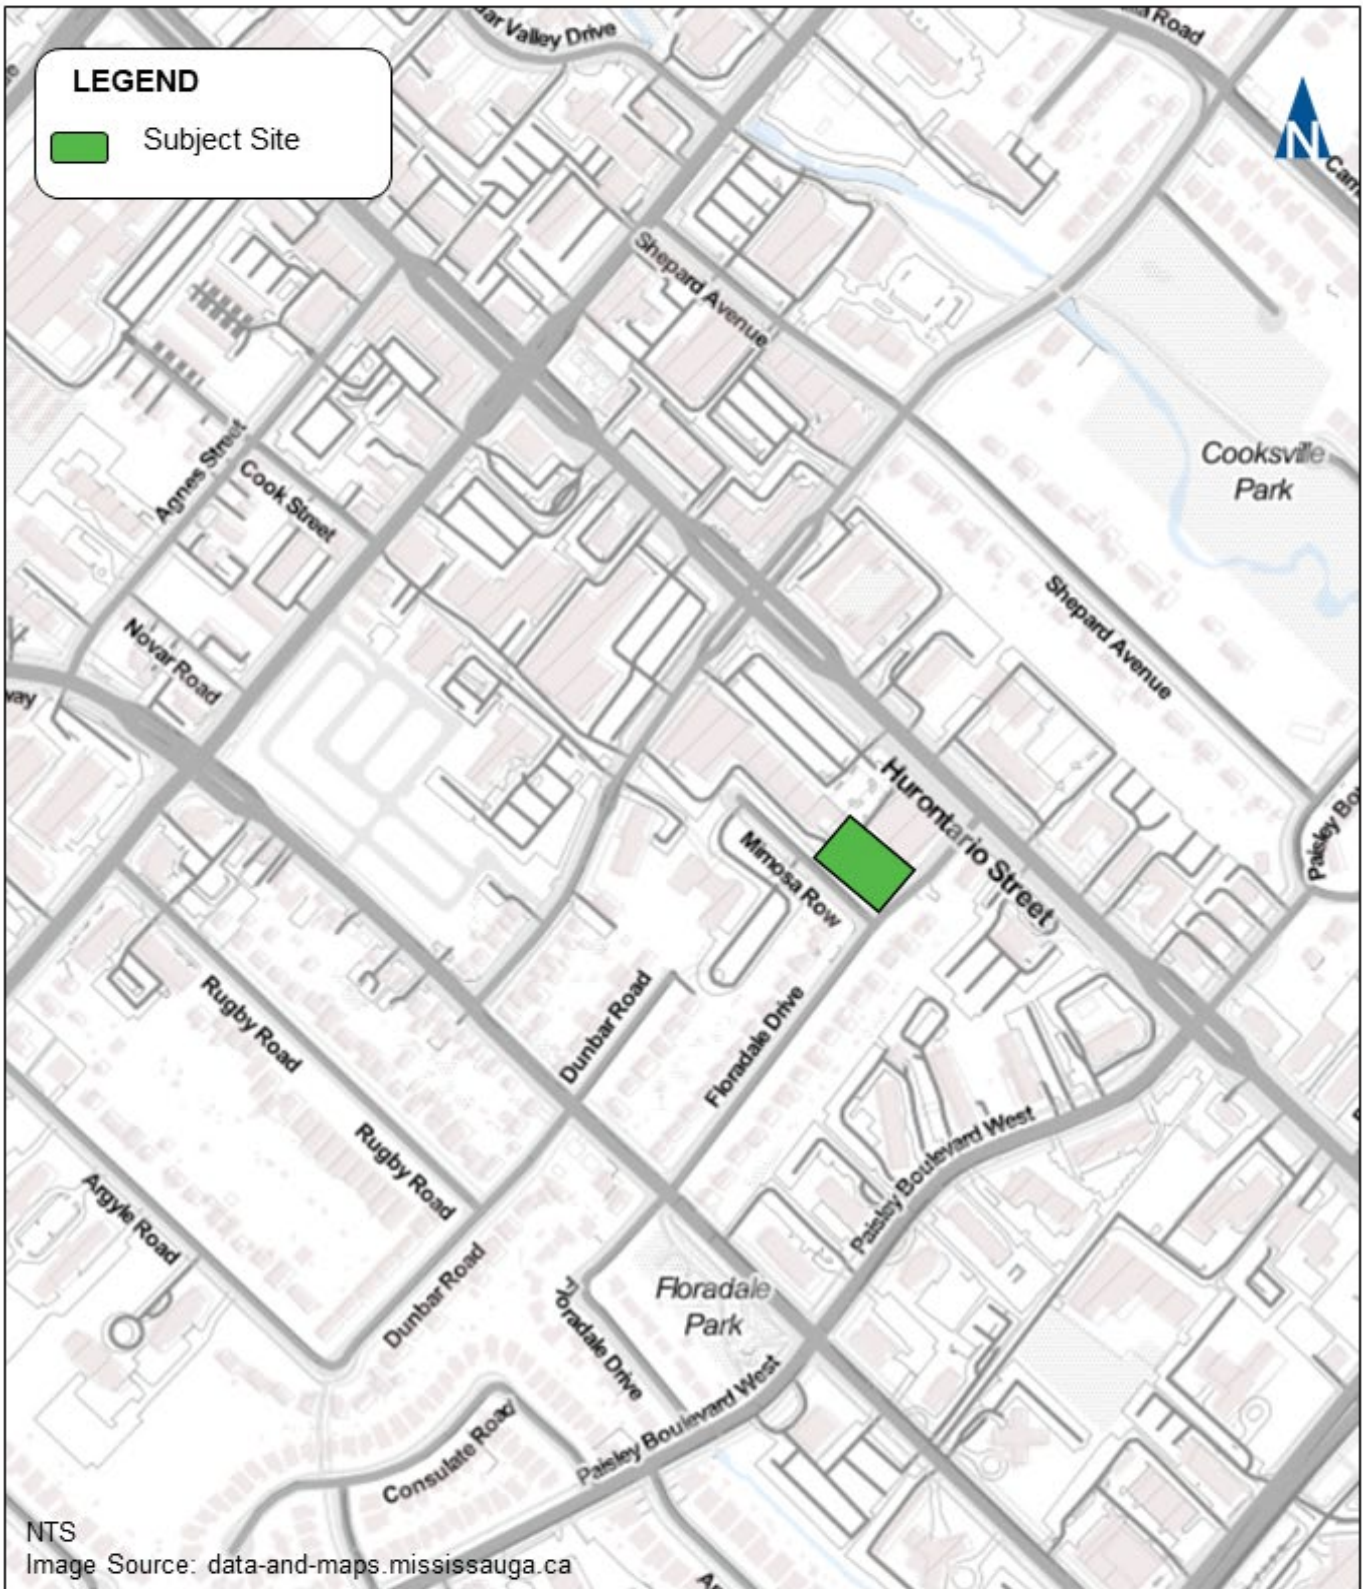 LEGEND
Subject Site
N
Valley Drive
Road
Shepard Avenue
Cooksville
Park
Agnes Street
Cook Street
Shepard Avenue
Novar Road
way
Hurontario Street
Paisley
Mimosa Row
Rugby Road
Dunbar Road
Floradale Drive
Rugby Road
Paisley Boulevard West
Argyle Road
Dunbar Road
Floradale
Park
Floradale Drive
Paisley Boulevard West
Consulate Road
NTS
Image Source: data-and-maps.mississauga.ca